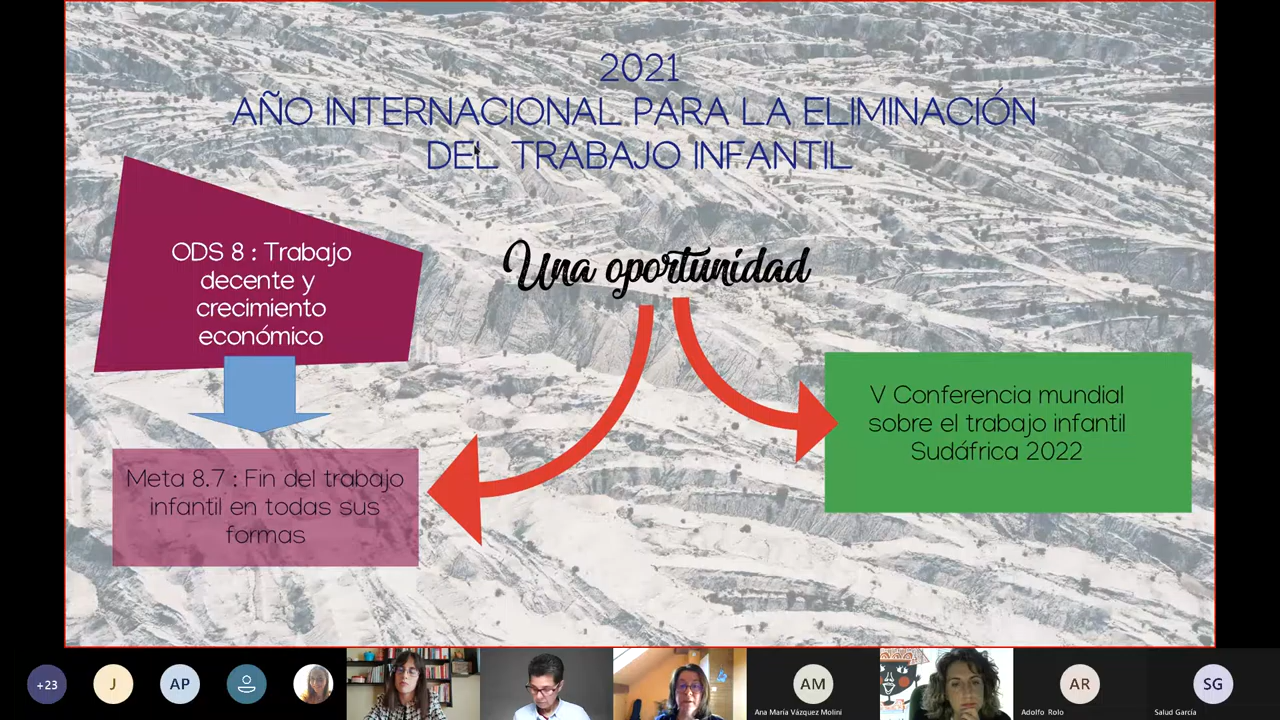 2021
AÑO INTERNACIONAL PARA LA ELIMINACIÓN
DEL TRABAJO INFANTIL
ODS 8 : Trabajo
decente y
crecimiento
económico
Una oportunidad
V Conferencia mundial
sobre el trabajo infantil
Sudáfrica 2022
Meta 8.7 : Fin del trabajo
infantil en todas sus
formas
+23
J
AP
AM
AR
SG
Ana María Vázquez Molini
Adolfo Rolo
Salud García